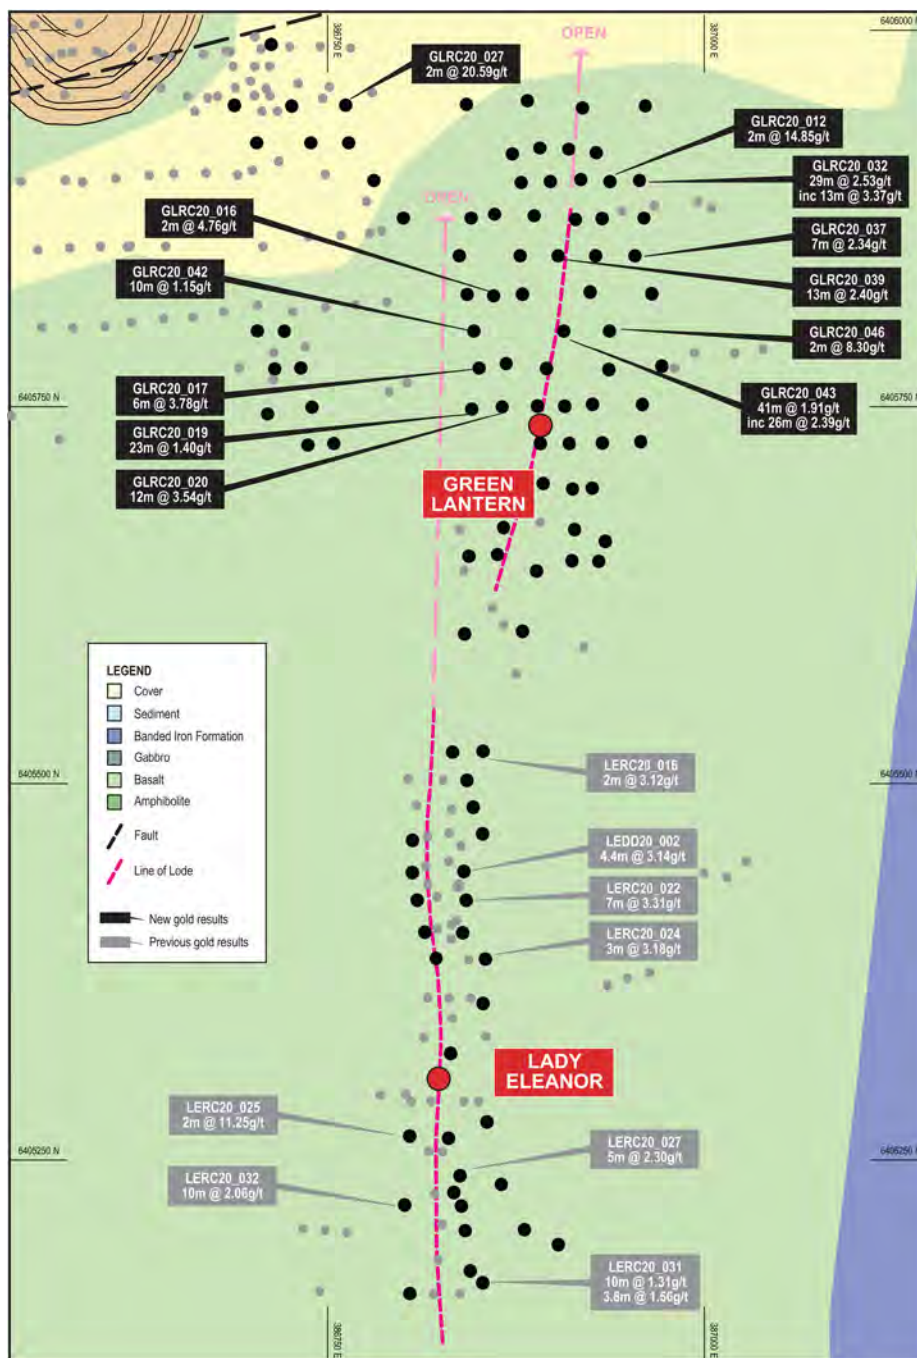 386750 E
387000 E
6406000 N
OPEN
GLRC20_027
2m @ 20.59g/t
GLRC20_012
2m @ 14.85g/t
GLRC20_032
29m @ 2.53g/t
inc 13m @ 3.37g/t
OPEN
GLRC20_016
2m @ 4.76g/t
GLRC20_037
7m @ 2.34g/t
GLRC20_042
10m @ 1.15g/t
GLRC20_039
13m @ 2.40g/t
GLRC20_046
2m @ 8.30g/t
GLRC20_017
6m @ 3.78g/t
GLRC20_043
41m @ 1.91g/t
inc 26m @ 2.39g/t
6405750 N
6405750 N
GLRC20_019
23m @ 1.40g/t
GLRC20_020
12m @ 3.54g/t
GREEN
LANTERN
LEGEND
Cover
Sediment
Banded Iron Formation
Gabbro
Basalt
Amphibolite
Fault
Line of Lode
New gold results
Previous gold results
6405500 N
6405500 N
LERC20_016
2m @ 3.12g/t
LEDD20_002
4.4m @ 3.14g/t
LERC20_022
7m @ 3.31g/t
LERC20_024
3m @ 3.18g/t
LADY
ELEANOR
LERC20_025
2m @ 11.25g/t
6405250 N
6405250 N
LERC20_027
5m @ 2.30g/t
LERC20_032
10m @ 2.06g/t
LERC20_031
10m @ 1.31g/t
3.8m @ 1.56g/t
386750 E
387000 E